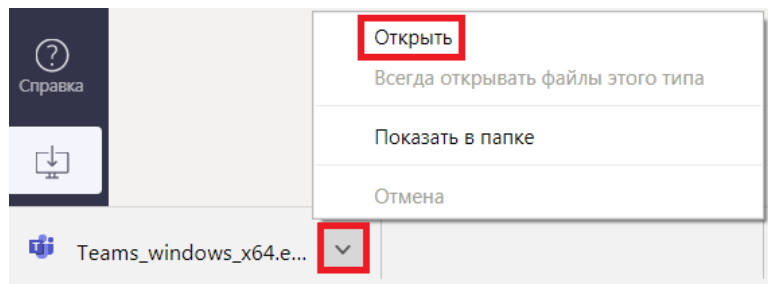 Открыть
Всегда открывать файлы этого типа
Показать в папке
Отмена
Справка
Teams_windows_x64.e...